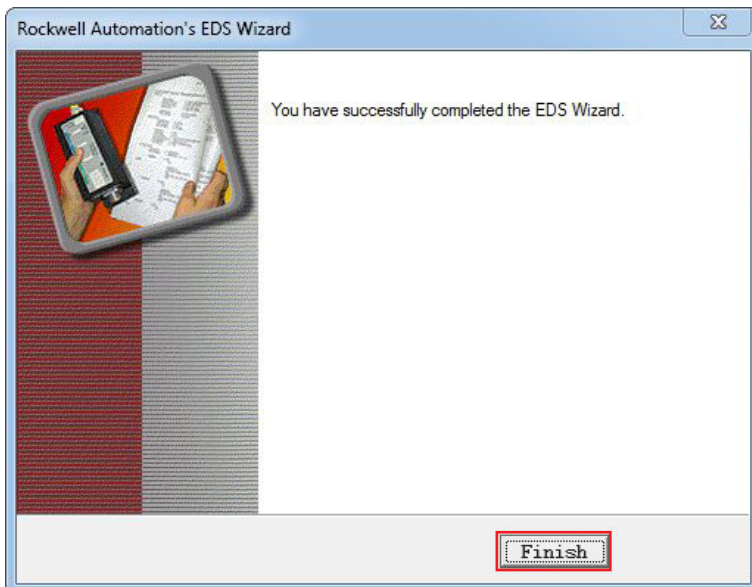 Rockwell Automation's EDS Wizard
You have successfully completed the EDS Wizard.
Finish